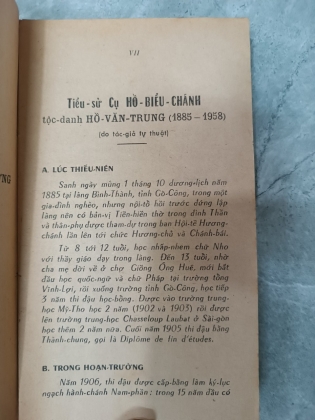 VII
Tiểu-sử Cụ HỒ-BIỂU-CHÁNH
tộc-danh HỒ-VĂN-TRUNG (1885 – 1958)
(do tác-giả tự thuật)
A. LÚC THIẾU-NIÊN
Sanh ngày mùng 1 tháng 10 dương-lịch năm
1885 tại làng Bình-Thành, tỉnh Gò-Công, trong một
gia-đình nghèo, nhưng nội-tổ hồi trước đứng lập
làng nên có bản-vị Tiền-hiền thờ trong đình Thần
và thân-phụ được tham-dự trong ban Hội-tề Hương-
chánh lần lên tới chức Hương-chủ và Chánh-bái.
Từ 8 tới 12 tuổi, học nhấp-nhem chữ Nho
với thầy giáo dạy trong làng. Đến 13 tuổi, nhờ
cha mẹ dời về ở chợ Giồng Ông Huê, mới bắt
đầu học quốc-ngữ và chữ Pháp tại trường tổng
Vĩnh-Lợi, rồi xuống trường tỉnh Gò-Công, học tiếp
3 năm thi đậu học-bổng. Được vào trường trung-
học Mỹ-Tho học 2 năm (1902 và 1903) rồi được
lên trường trung-học Chasseloup Laubat ở Sài-gòn
học thêm 2 năm nữa. Cuối năm 1905 thi đậu bằng
Thành-chung, gọi là Diplôme de fin d'études.
B. TRONG HOẠN-TRƯỜNG
Năm 1906, thi đậu được cấp-bằng làm ký-lục
ngạch hành-chánh Nam-phần; trong 15 năm đầu cố